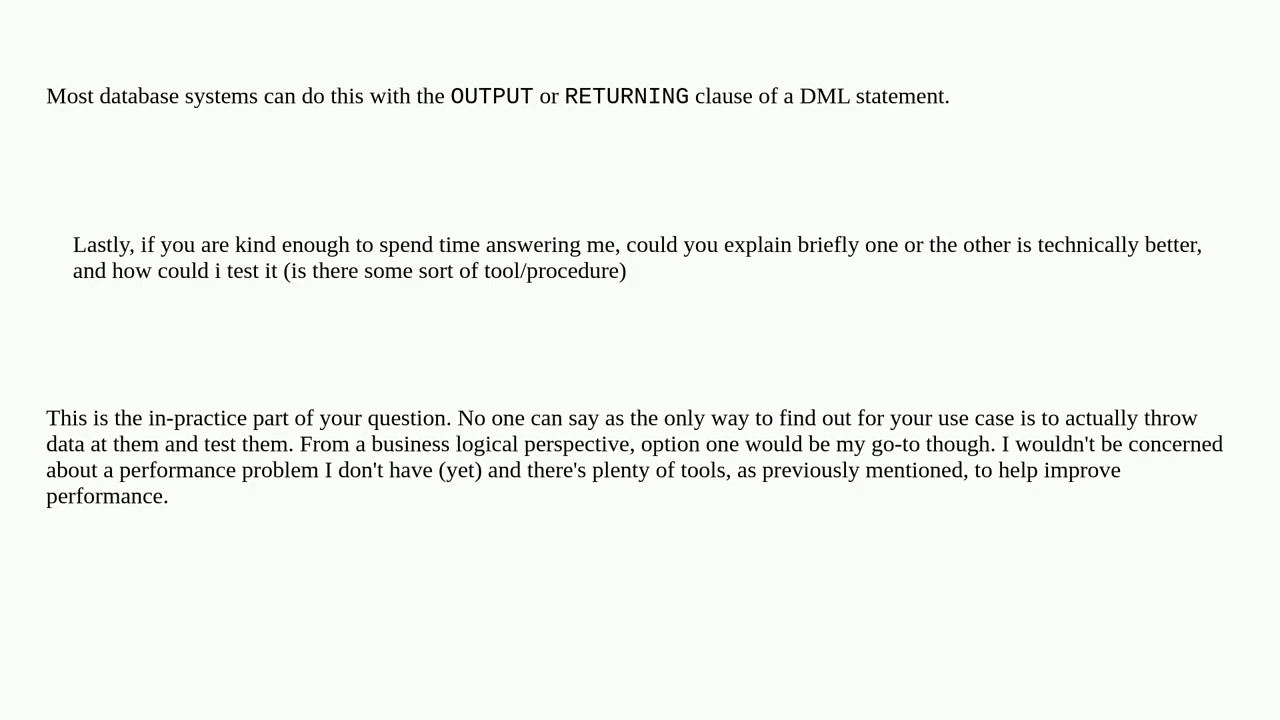 Most database systems can do this with the OUTPUT or RETURNING clause of a DML statement.
Lastly, if you are kind enough to spend time answering me, could you explain briefly one or the other is technically better,
and how could i test it (is there some sort of tool/procedure)
This is the in-practice part of your question. No one can say as the only way to find out for your use case is to actually throw
data at them and test them. From a business logical perspective, option one would be my go-to though. I wouldn't be concerned
about a performance problem I don't have (yet) and there's plenty of tools, as previously mentioned, to help improve
performance.